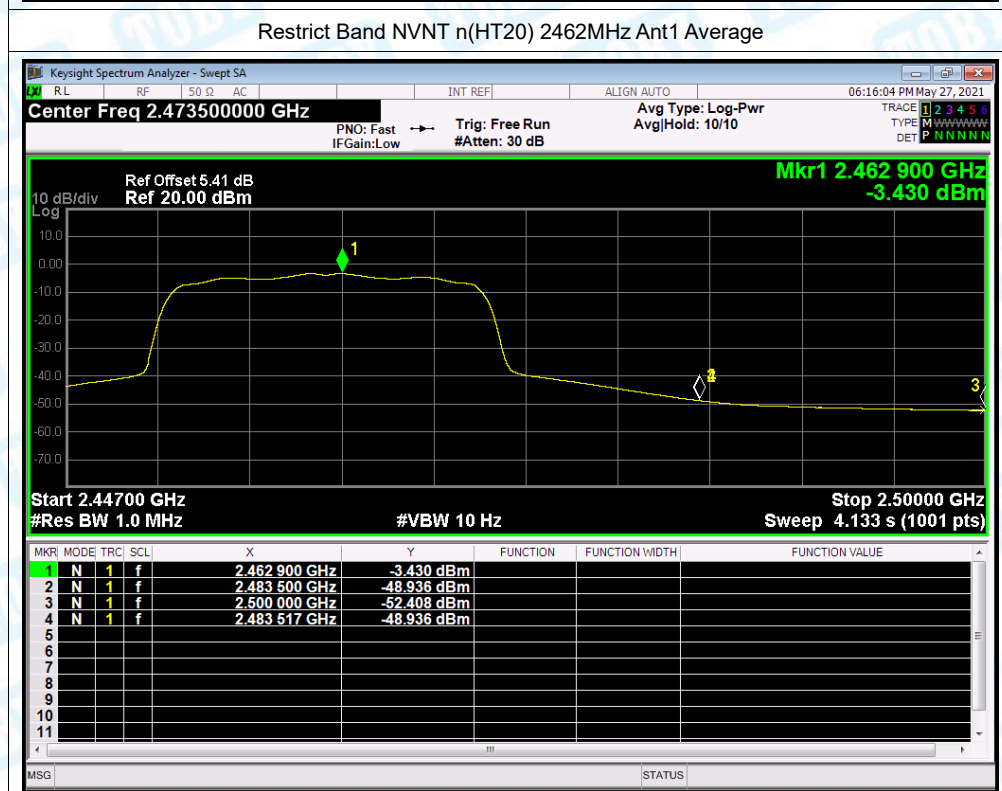 Restrict Band NVNT n(HT20) 2462MHz Ant1 Average
Keysight Spectrum Analyzer - Swept SA
LXI RL RF 50 Ω AC INT REF ALIGN AUTO 06:16:04 PM May 27, 2021
Center Freq 2.473500000 GHz
PNO: Fast
IFGain:Low
Trig: Free Run
#Atten: 30 dB
Avg Type: Log-Pwr
Avg|Hold: 10/10
TRACE 1 2 3 4 5 6
TYPE M WWWWW
DET P N N N N N
Mkr1 2.462 900 GHz
-3.430 dBm
Ref Offset 5.41 dB
10 dB/div Ref 20.00 dBm
Log
10.0
0.00
-10.0
-20.0
-30.0
-40.0
-50.0
-60.0
-70.0
1
3
Start 2.44700 GHz Stop 2.50000 GHz
#Res BW 1.0 MHz #VBW 10 Hz Sweep 4.133 s (1001 pts)
MKR MODE TRC SCL X Y FUNCTION FUNCTION WIDTH FUNCTION VALUE
1 N 1 f 2.462 900 GHz -3.430 dBm
2 N 1 f 2.483 500 GHz -48.936 dBm
3 N 1 f 2.500 000 GHz -52.408 dBm
4 N 1 f 2.483 517 GHz -48.936 dBm
5
6
7
8
9
10
11
MSG STATUS